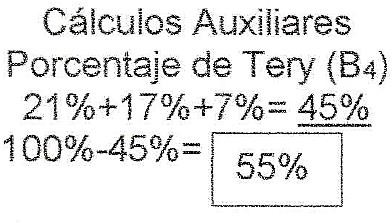 Cálculos Auxiliares
Porcentaje de Tery (B4)
21%+17%+7%= 45%
100%-45%= 55%